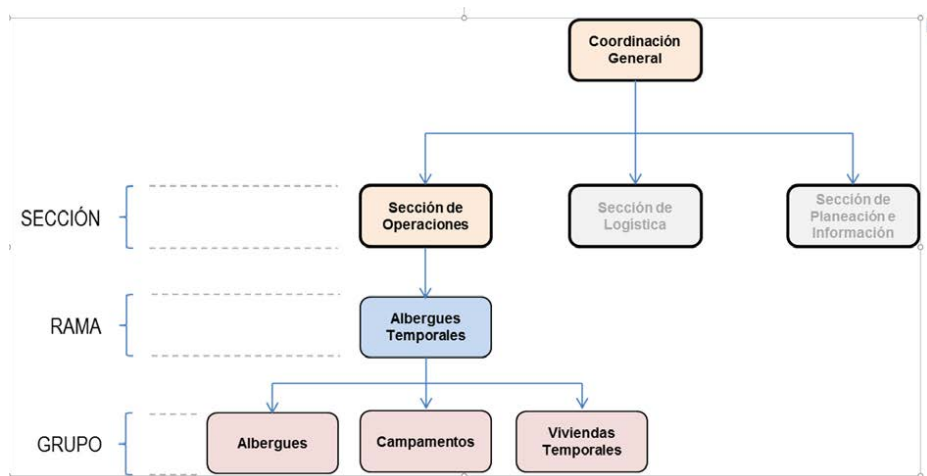 Coordinación
General
SECCIÓN
Sección de
Operaciones
Sección de
Logística
Sección de
Planeación e
Información
RAMA
Albergues
Temporales
GRUPO
Albergues
Campamentos
Viviendas
Temporales